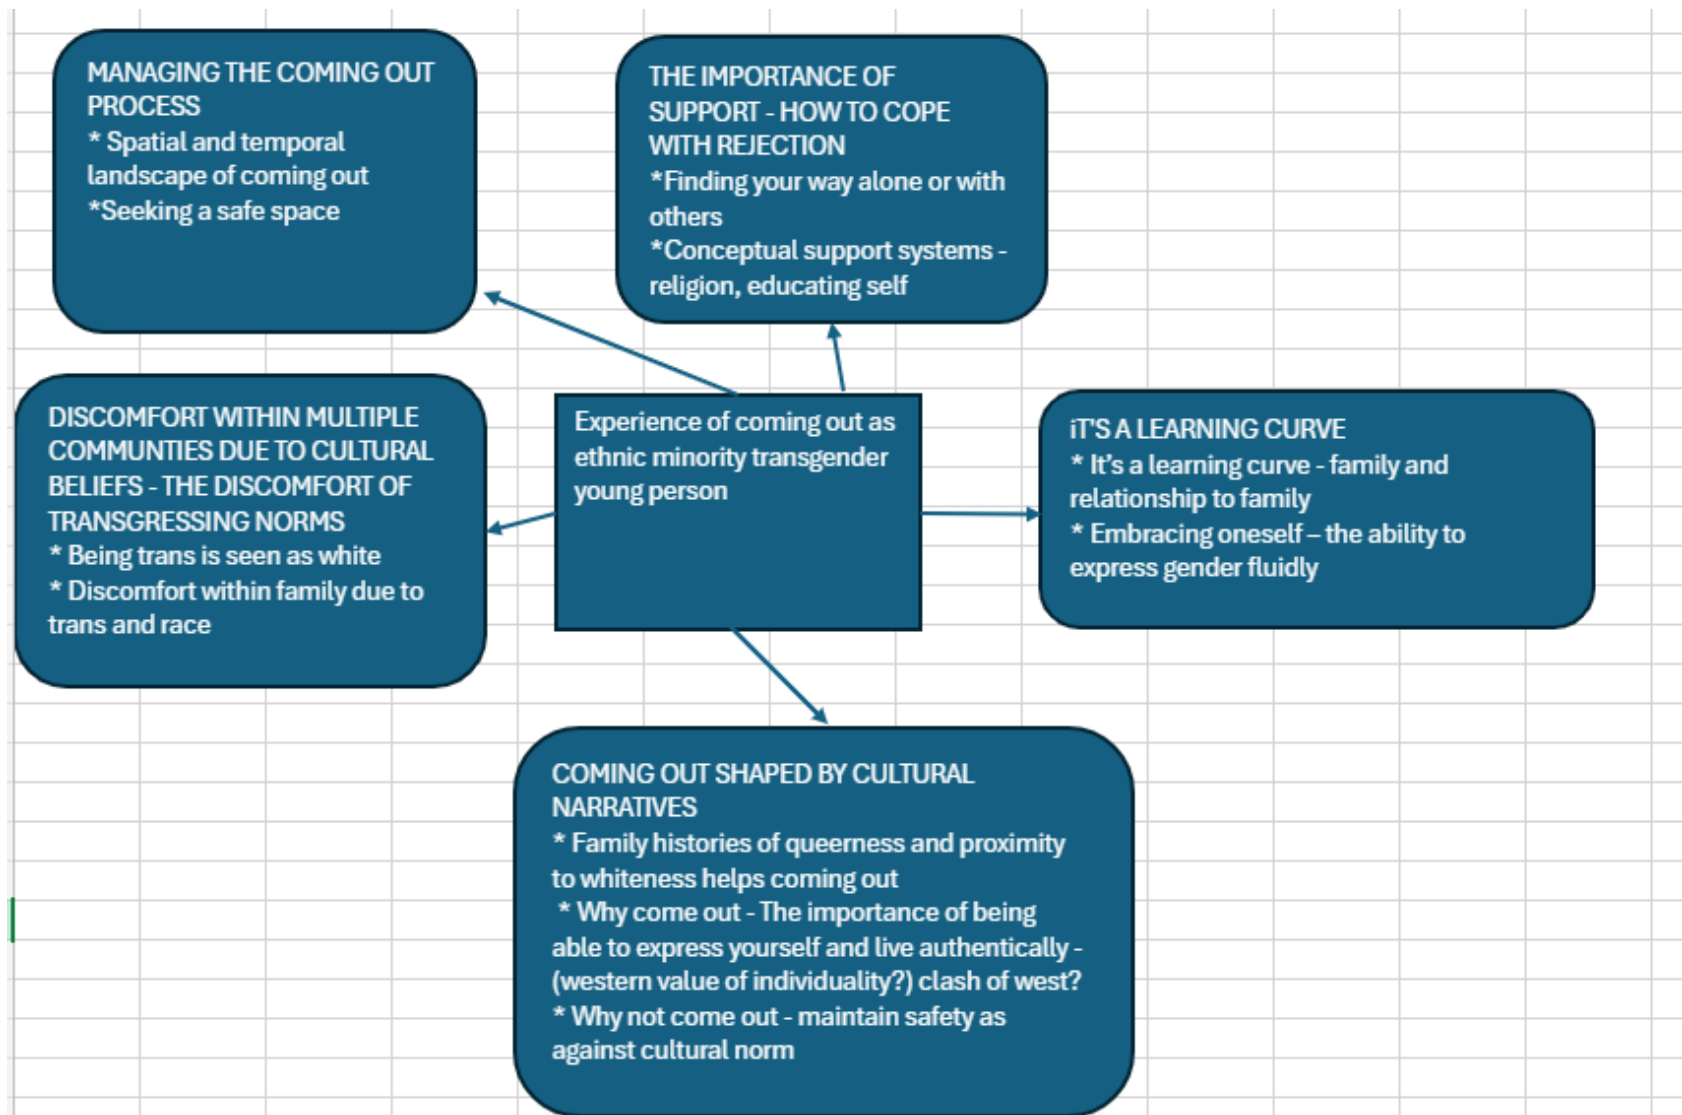 MANAGING THE COMING OUT
PROCESS
* Spatial and temporal
landscape of coming out
*Seeking a safe space
THE IMPORTANCE OF
SUPPORT - HOW TO COPE
WITH REJECTION
*Finding your way alone or with
others
*Conceptual support systems -
religion, educating self
DISCOMFORT WITHIN MULTIPLE
COMMUNTIES DUE TO CULTURAL
BELIEFS - THE DISCOMFORT OF
TRANSGRESSING NORMS
* Being trans is seen as white
* Discomfort within family due to
trans and race
Experience of coming out as
ethnic minority transgender
young person
iT'S A LEARNING CURVE
* It’s a learning curve - family and
relationship to family
* Embracing oneself – the ability to
express gender fluidly
COMING OUT SHAPED BY CULTURAL
NARRATIVES
* Family histories of queerness and proximity
to whiteness helps coming out
* Why come out - The importance of being
able to express yourself and live authentically -
(western value of individuality?) clash of west?
* Why not come out - maintain safety as
against cultural norm